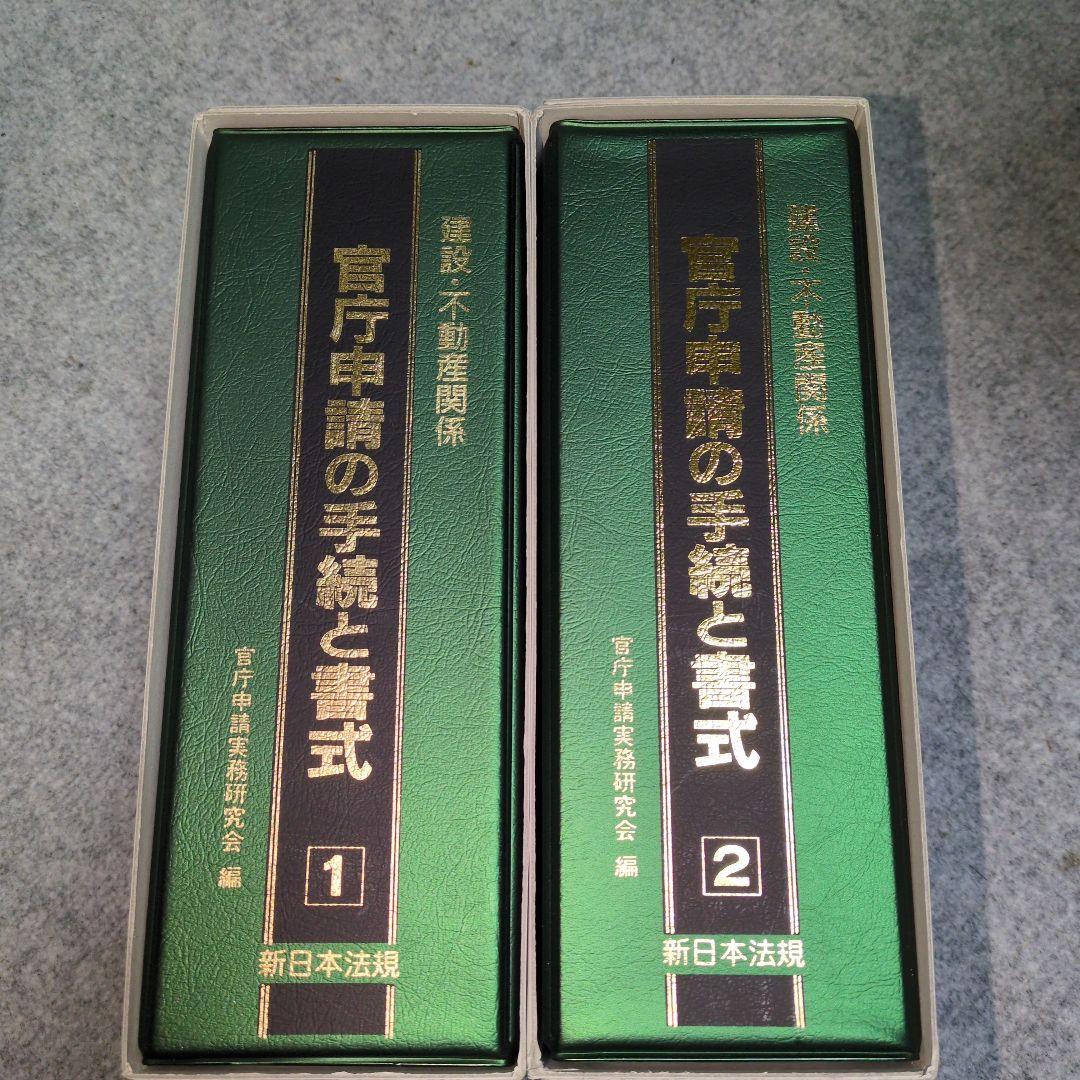 建設・不動産関係
官庁申請の手続と書式
官庁申請実務研究会 編
1
新日本法規
建設・不動産関係
官庁申請の手続と書式
官庁申請実務研究会 編
2
新日本法規